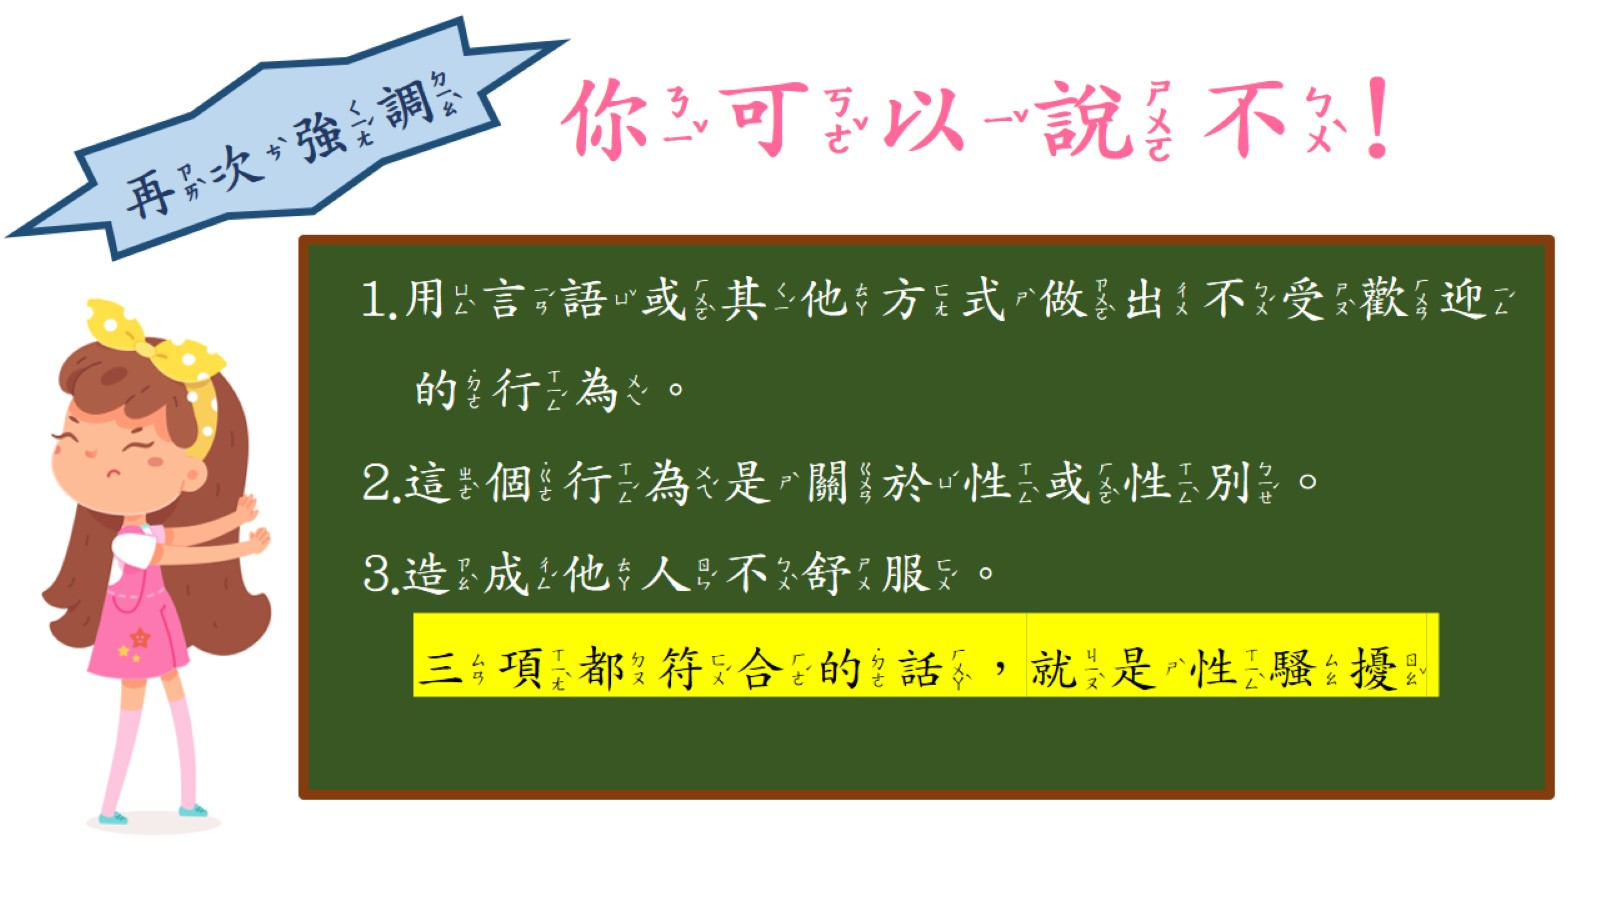 再次強調
你可以說不！
1.用言語或其他方式做出不受歡迎
的行為。
2.這個行為是關於性或性別。
3.造成他人不舒服。
三項都符合的話，就是性騷擾